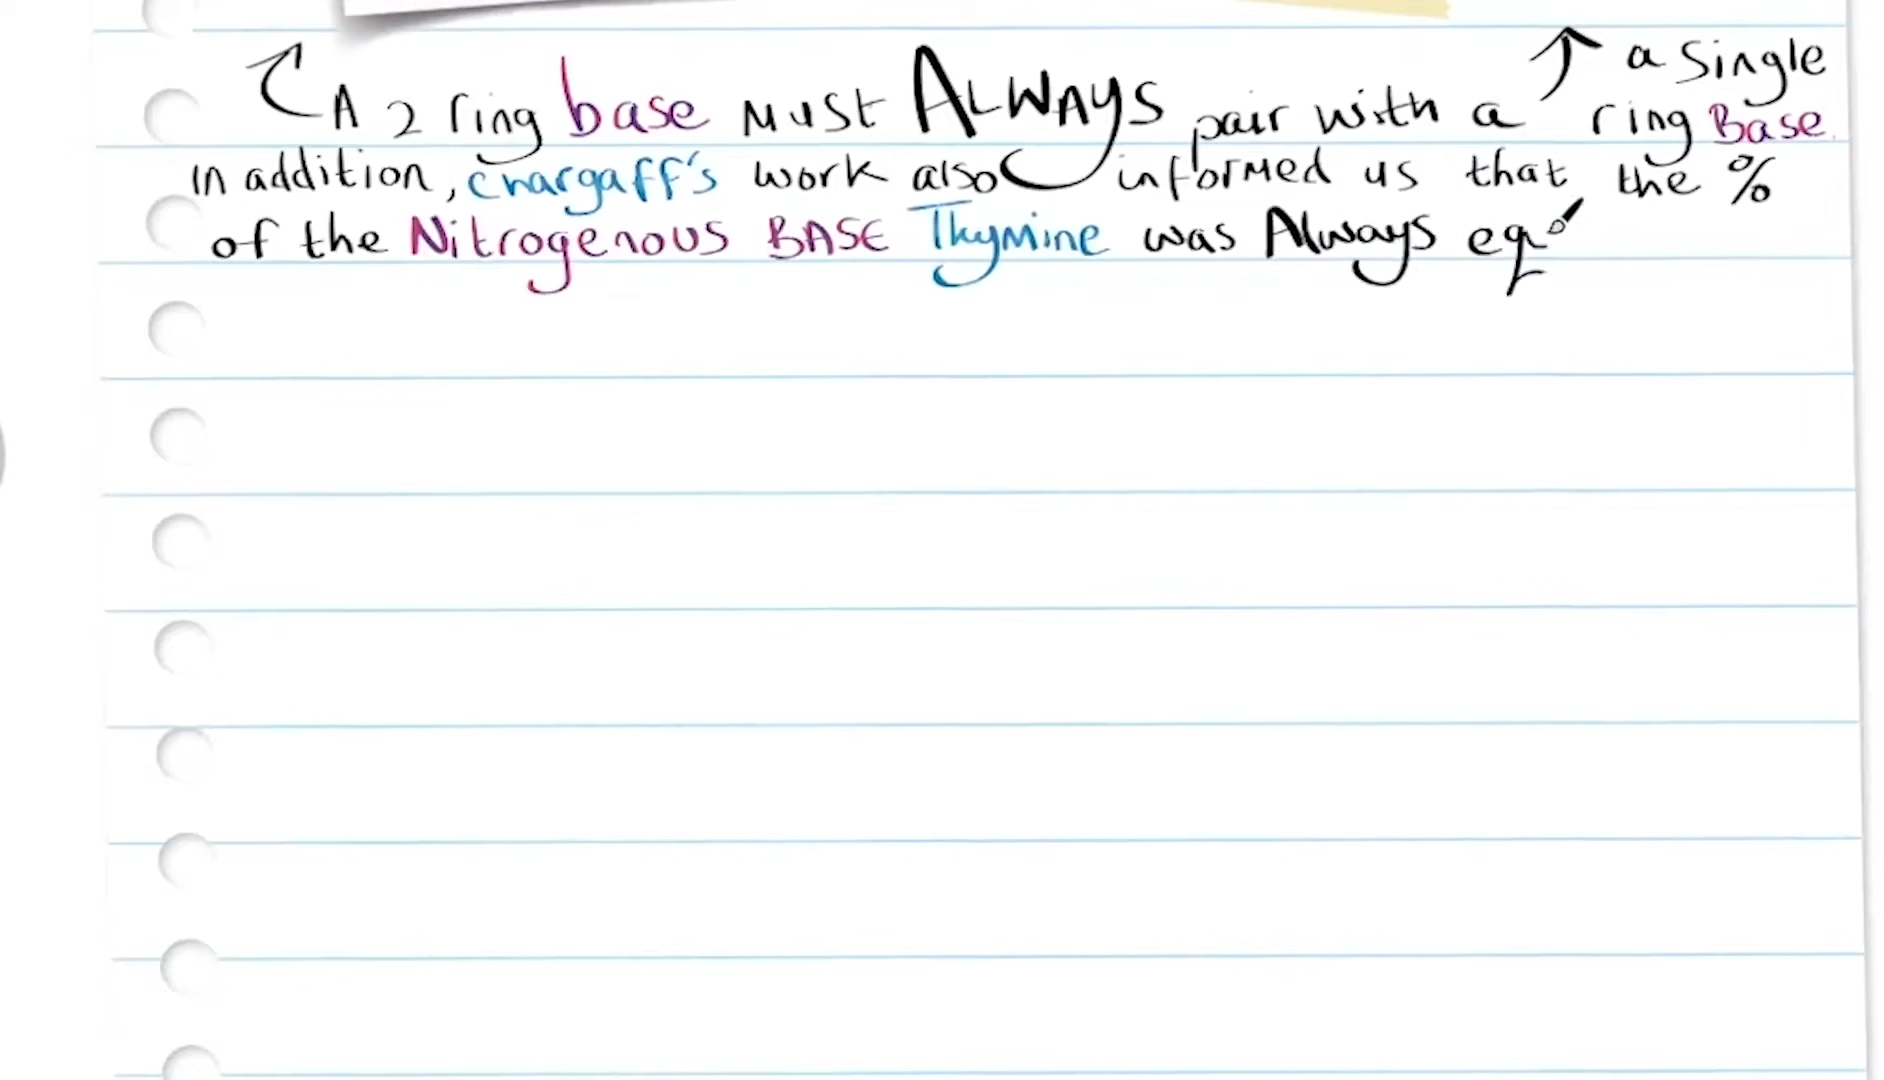 A 2 ring base MUST ALWAYS pair with a a single ring Base.
In addition, chargaff's work also informed us that the %
of the Nitrogenous BASE Thymine was Always eq